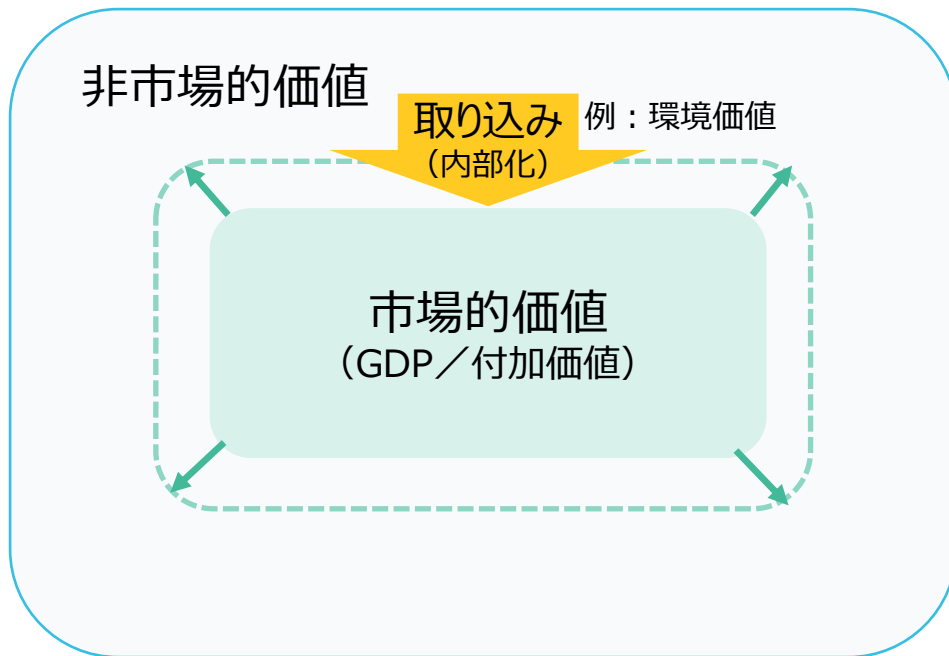 非市場的価値
取り込み
（内部化）
例：環境価値
市場的価値
（GDP／付加価値）